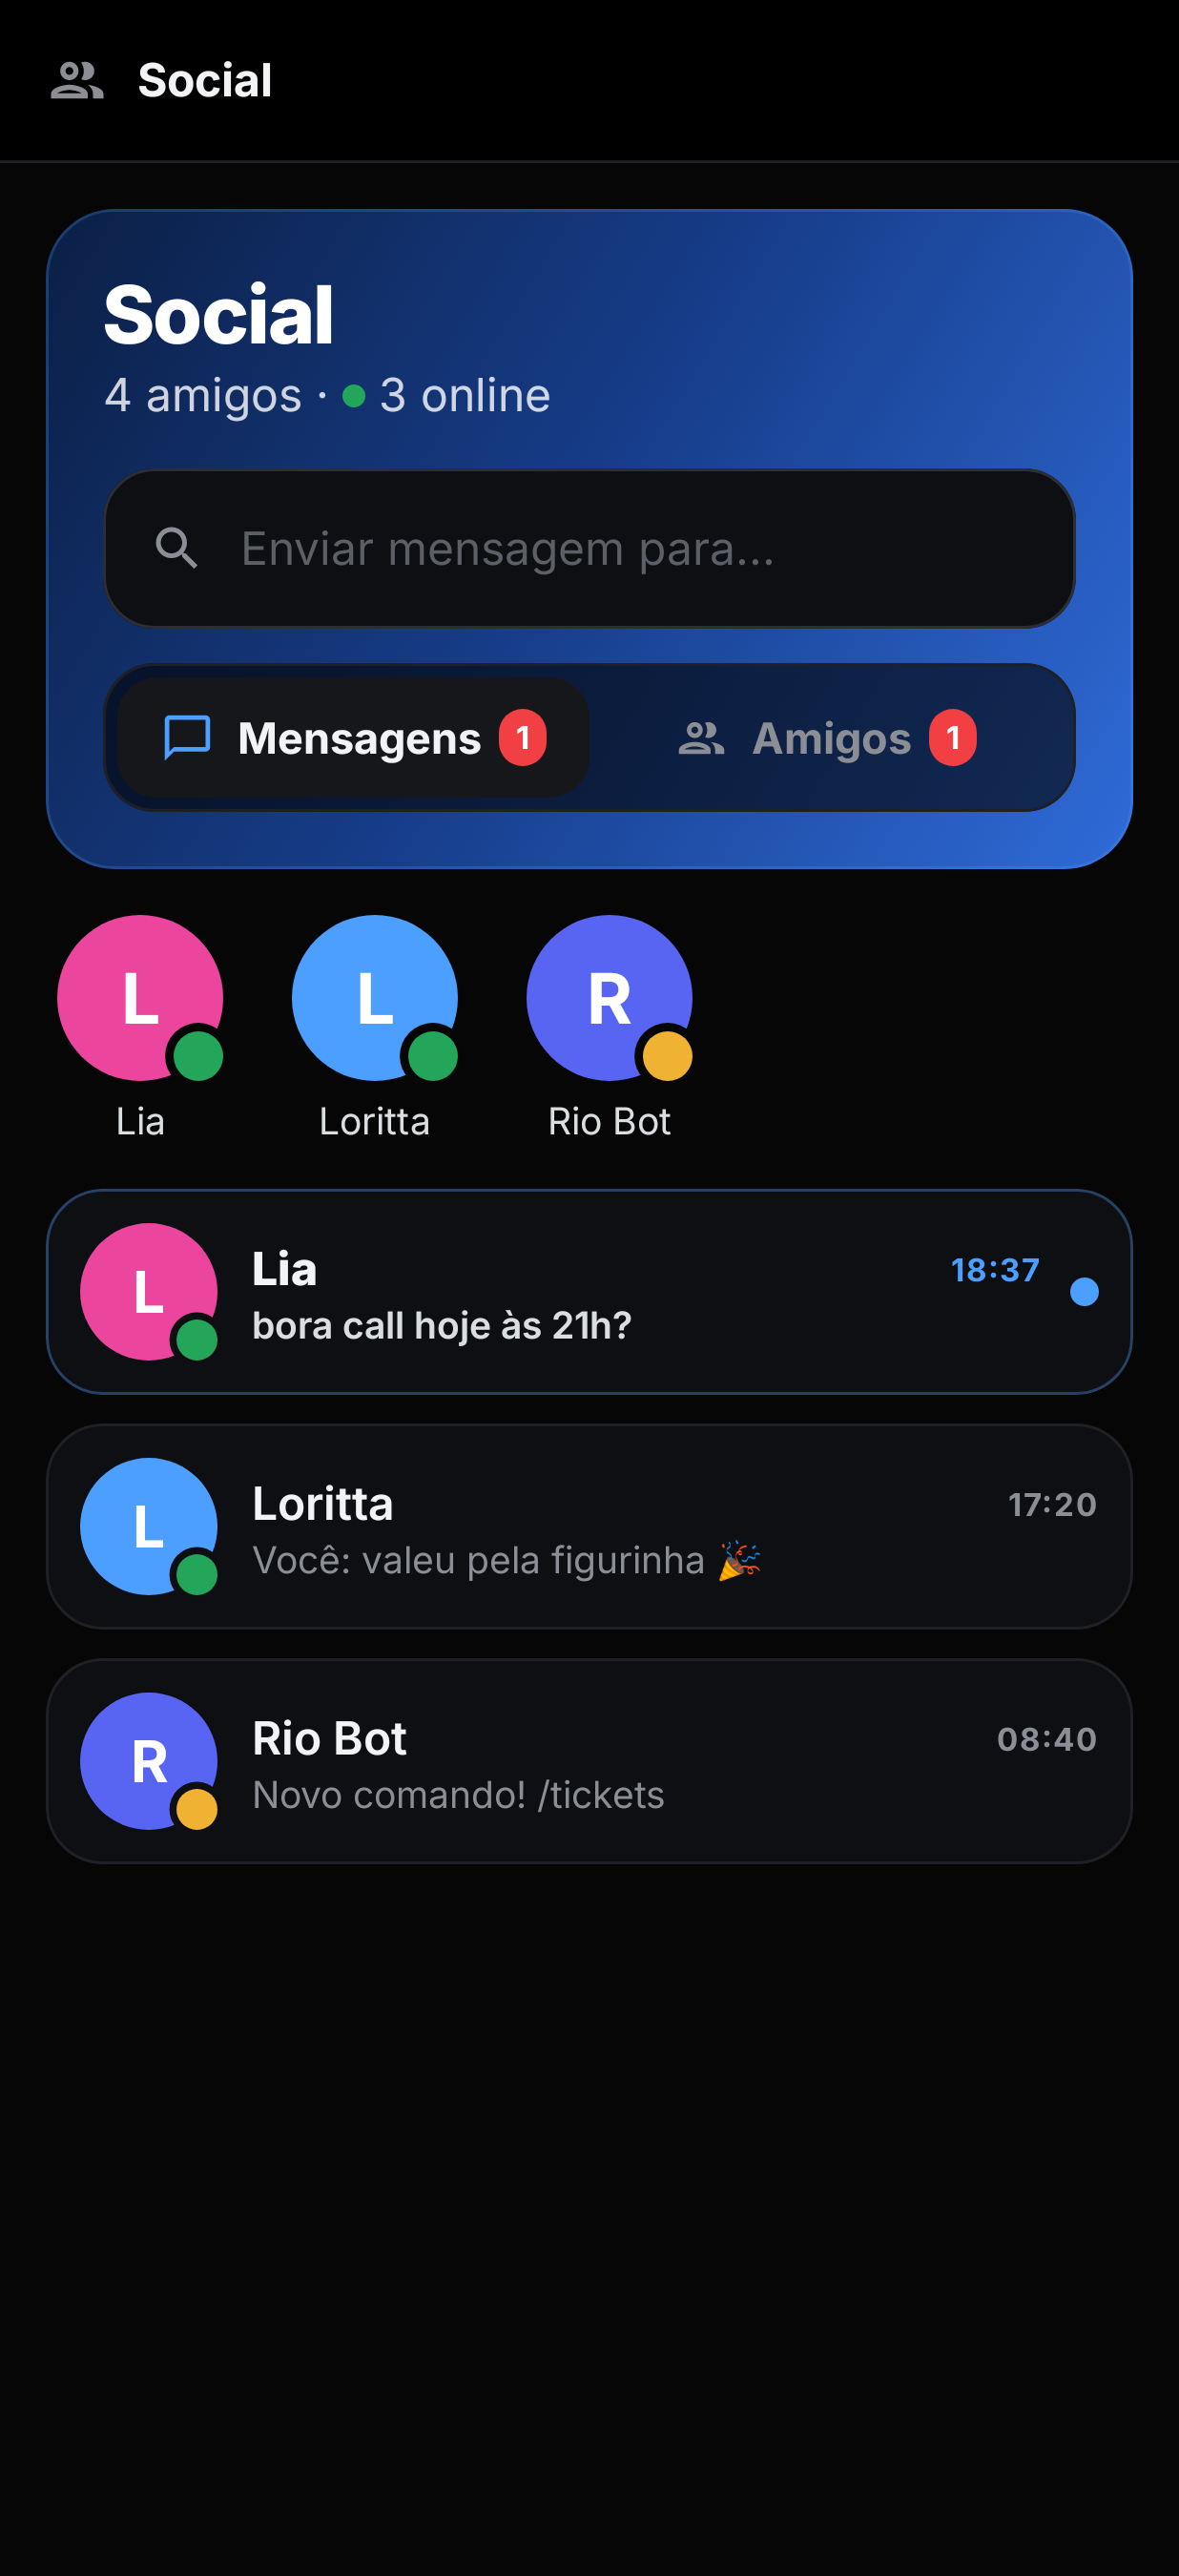 Social
Social
4 amigos · 3 online
Enviar mensagem para...
Mensagens 1 Amigos 1
L L R
Lia Loritta Rio Bot
L
Lia 18:37
bora call hoje às 21h?
L
Loritta 17:20
Você: valeu pela figurinha 🎉
R
Rio Bot 08:40
Novo comando! /tickets